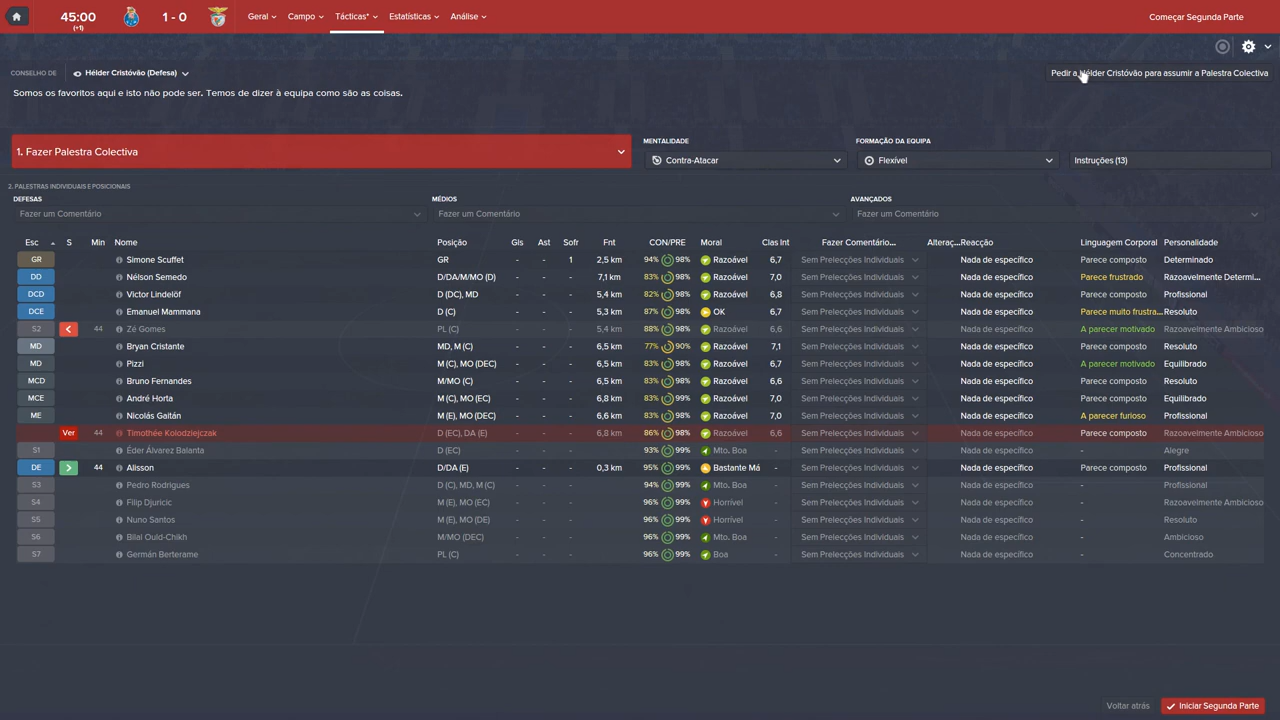 45:00 (+1) 1 - 0 Geral Campo Tácticas* Estatísticas Análise Começar Segunda Parte
CONSELHO DE Hélder Cristóvão (Defesa) Pedir a Hélder Cristóvão para assumir a Palestra Colectiva
Somos os favoritos aqui e isto não pode ser. Temos de dizer à equipa como são as coisas.
MENTALIDADE FORMAÇÃO DA EQUIPA
1. Fazer Palestra Colectiva Contra-Atacar Flexível Instruções (13)
2. PALESTRAS INDIVIDUAIS E POSICIONAIS
DEFESAS MÉDIOS AVANÇADOS
Fazer um Comentário Fazer um Comentário Fazer um Comentário
Esc S Min Nome Posição Gls Ast Sofr Fnt CON/PRE Moral Clas Int Fazer Comentário... Alteraç... Reacção Linguagem Corporal Personalidade
GR Simone Scuffet GR - - 1 2,5 km 94% 98% Razoável 6,7 Sem Prelecções Individuais Nada de específico Parece composto Determinado
DD Nélson Semedo D/DA/M/MO (D) - - - 7,1 km 83% 98% Razoável 7,0 Sem Prelecções Individuais Nada de específico Parece frustrado Razoavelmente Determi...
DCD Victor Lindelöf D (DC), MD - - - 5,4 km 82% 98% Razoável 6,8 Sem Prelecções Individuais Nada de específico Parece composto Profissional
DCE Emanuel Mammana D (C) - - - 5,3 km 87% 98% OK 6,7 Sem Prelecções Individuais Nada de específico Parece muito frustra... Resoluto
S2 44 Zé Gomes PL (C) - - - 5,4 km 88% 98% Razoável 6,6 Sem Prelecções Individuais Nada de específico A parecer motivado Razoavelmente Ambicioso
MD Bryan Cristante MD, M (C) - - - 6,5 km 77% 90% Razoável 7,1 Sem Prelecções Individuais Nada de específico Parece composto Resoluto
MD Pizzi M (C), MO (DEC) - - - 6,5 km 83% 98% Razoável 6,7 Sem Prelecções Individuais Nada de específico A parecer motivado Equilibrado
MCD Bruno Fernandes M/MO (C) - - - 6,5 km 83% 98% Razoável 6,6 Sem Prelecções Individuais Nada de específico Parece composto Resoluto
MCE André Horta M (C), MO (EC) - - - 6,8 km 83% 98% Razoável 7,0 Sem Prelecções Individuais Nada de específico Parece composto Equilibrado
ME Nicolás Gaitán M (E), MO (DEC) - - - 6,6 km 83% 98% Razoável 7,0 Sem Prelecções Individuais Nada de específico A parecer furioso Profissional
Ver 44 Timothée Kolodziejczak D (EC), DA (E) - - - 6,8 km 86% 98% Razoável 6,6 Sem Prelecções Individuais Nada de específico Parece composto Razoavelmente Ambicioso
S1 Éder Álvarez Balanta D (EC) - - - 93% 99% Mto. Boa - Sem Prelecções Individuais Nada de específico - Alegre
DE 44 Alisson D/DA (E) - - - 0,3 km 95% 99% Bastante Má - Sem Prelecções Individuais Nada de específico Parece composto Profissional
S3 Pedro Rodrigues D (C), MD, M (C) - - - 94% 99% Mto. Boa - Sem Prelecções Individuais Nada de específico - Profissional
S4 Filip Djuricic M (E), MO (EC) - - - 96% 99% Horrível - Sem Prelecções Individuais Nada de específico - Razoavelmente Ambicioso
S5 Nuno Santos M (E), MO (DE) - - - 96% 99% Horrível - Sem Prelecções Individuais Nada de específico - Resoluto
S6 Bilal Ould-Chikh M/MO (DEC) - - - 96% 99% Mto. Boa - Sem Prelecções Individuais Nada de específico - Ambicioso
S7 Germán Berterame PL (C) - - - 96% 99% Boa - Sem Prelecções Individuais Nada de específico - Concentrado
Voltar atrás Iniciar Segunda Parte